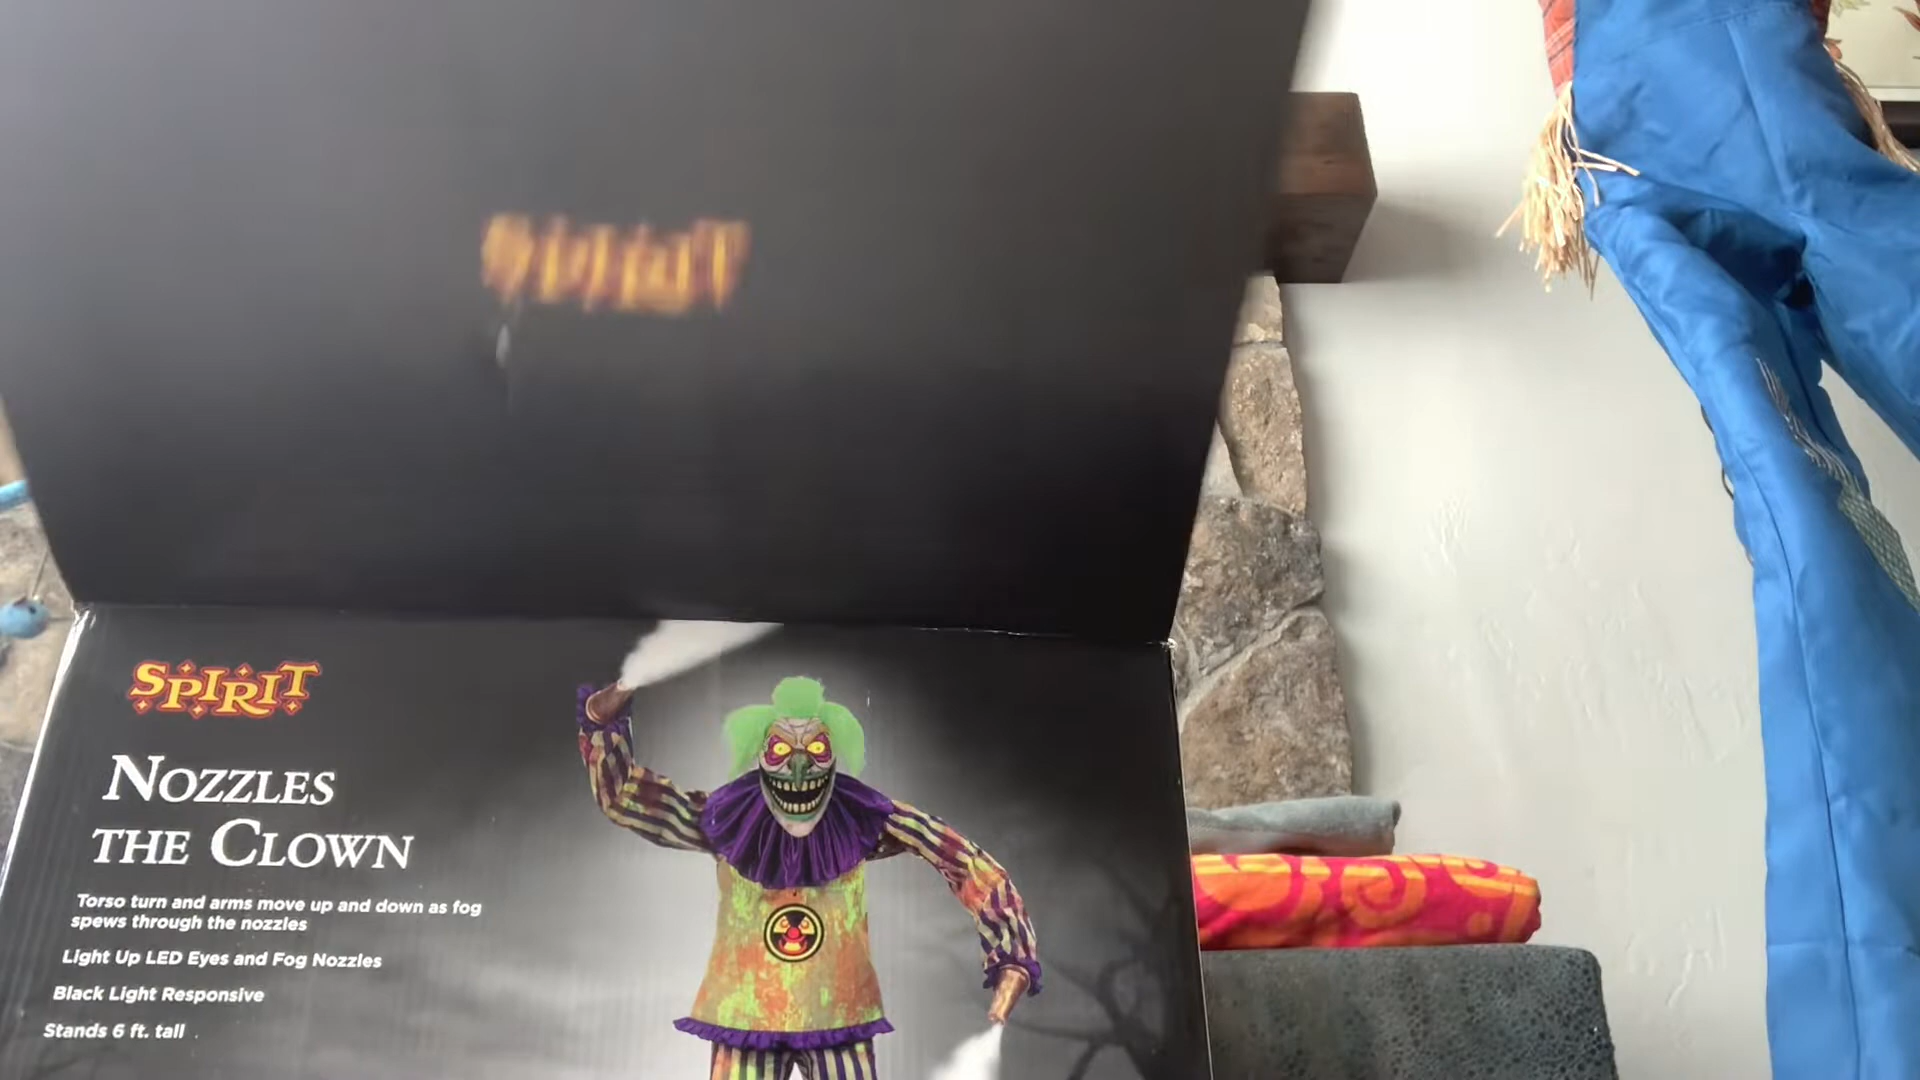 SPIRIT
SPIRIT
NOZZLES
THE CLOWN
Torso turn and arms move up and down as fog
spews through the nozzles
Light Up LED Eyes and Fog Nozzles
Black Light Responsive
Stands 6 ft. tall